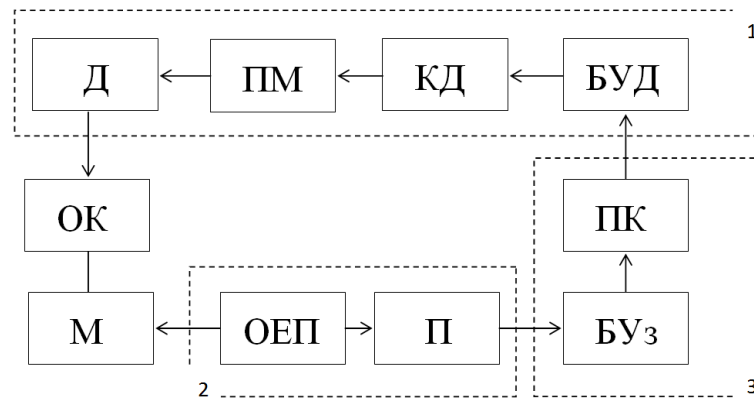 1
Д ПМ КД БУД
ОК ПК
М ОЕП П БУз
2
3